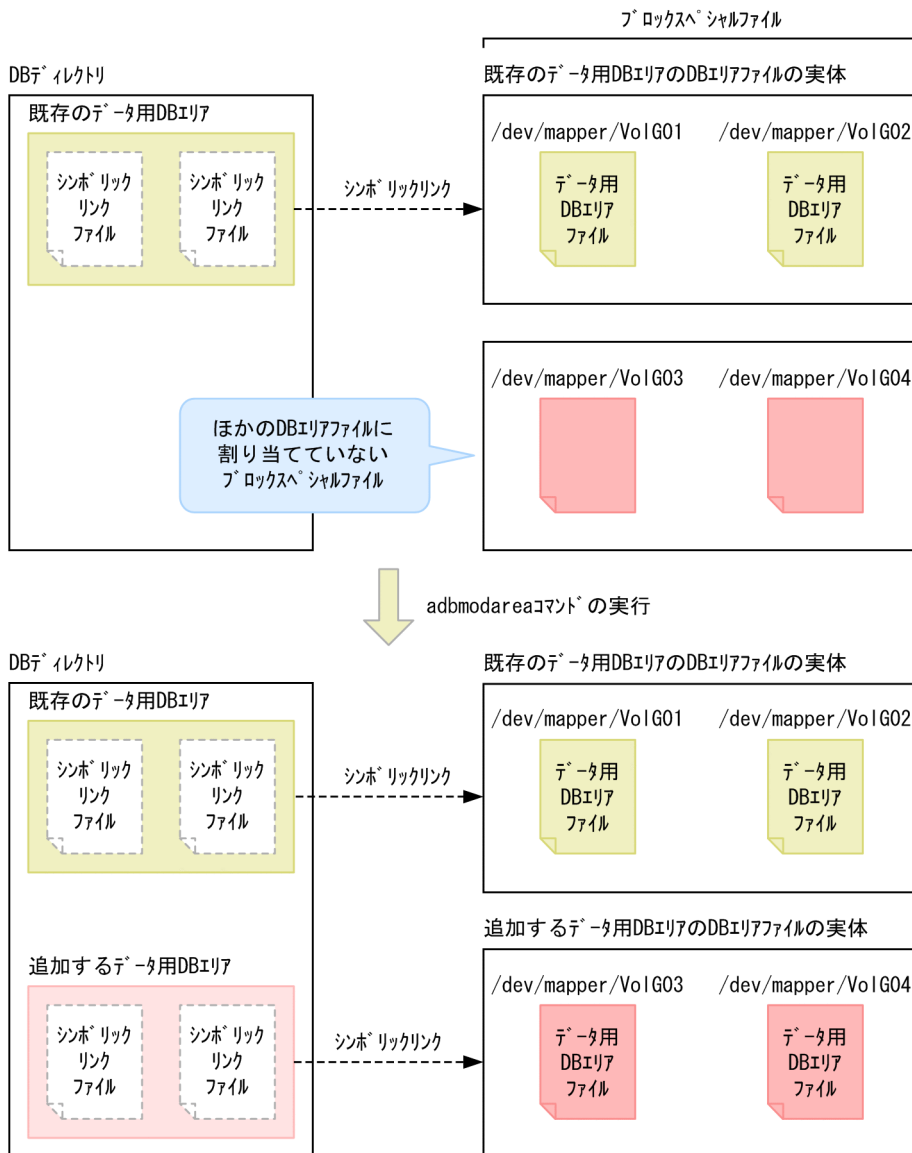 ブロックスペシャルファイル
DBディレクトリ
既存のデータ用DBエリアのDBエリアファイルの実体
既存のデータ用DBエリア
/dev/mapper/VolG01
/dev/mapper/VolG02
シンボリック
リンク
ファイル
シンボリック
リンク
ファイル
シンボリックリンク
データ用
DBエリア
ファイル
データ用
DBエリア
ファイル
/dev/mapper/VolG03
/dev/mapper/VolG04
ほかのDBエリアファイルに
割り当てていない
ブロックスペシャルファイル
adbmodareaコマンドの実行
DBディレクトリ
既存のデータ用DBエリアのDBエリアファイルの実体
既存のデータ用DBエリア
/dev/mapper/VolG01
/dev/mapper/VolG02
シンボリック
リンク
ファイル
シンボリック
リンク
ファイル
シンボリックリンク
データ用
DBエリア
ファイル
データ用
DBエリア
ファイル
追加するデータ用DBエリアのDBエリアファイルの実体
追加するデータ用DBエリア
/dev/mapper/VolG03
/dev/mapper/VolG04
シンボリック
リンク
ファイル
シンボリック
リンク
ファイル
シンボリックリンク
データ用
DBエリア
ファイル
データ用
DBエリア
ファイル